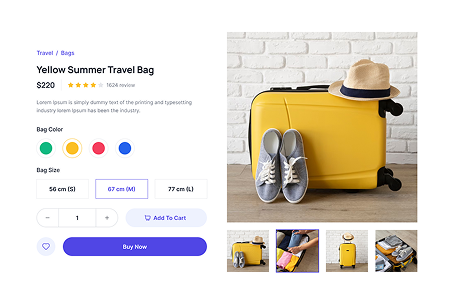 Travel / Bags
Yellow Summer Travel Bag
$220 1624 review
Lorem Ipsum is simply dummy text of the printing and typesetting
industry lorem Ipsum has been the industry.
Bag Color
Bag Size
56 cm (S) 67 cm (M) 77 cm (L)
− 1 + Add To Cart
Buy Now